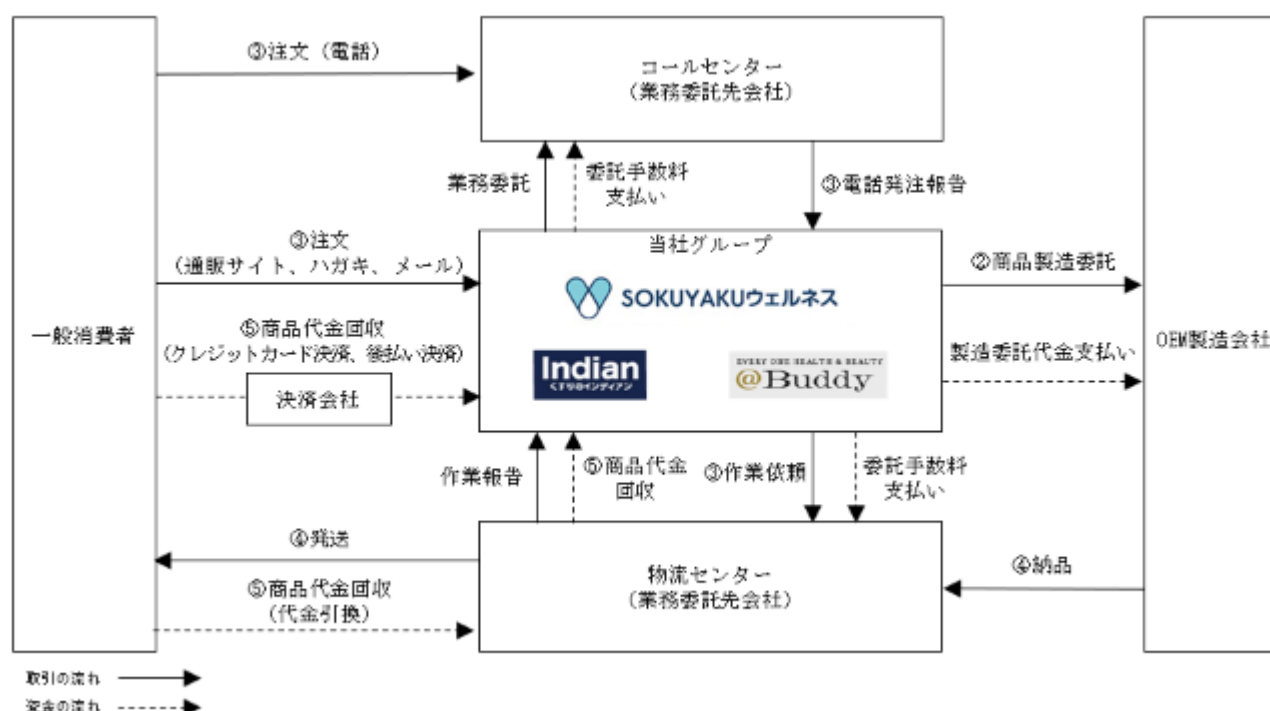 ③注文（電話）
コールセンター
（業務委託先会社）
業務委託
委託手数料
支払い
③電話発注報告
③注文
（通販サイト、ハガキ、メール）
当社グループ
SOKUYAKUウェルネス
②商品製造委託
一般消費者
⑤商品代金回収
（クレジットカード決済、後払い決済）
決済会社
Indian
くすりのインディアン
EVERY ONE HEALTH & BEAUTY
@Buddy
製造委託代金支払い
OEM製造会社
作業報告
⑤商品代金
回収
③作業依頼
委託手数料
支払い
④発送
⑤商品代金回収
（代金引換）
物流センター
（業務委託先会社）
④納品
取引の流れ
資金の流れ